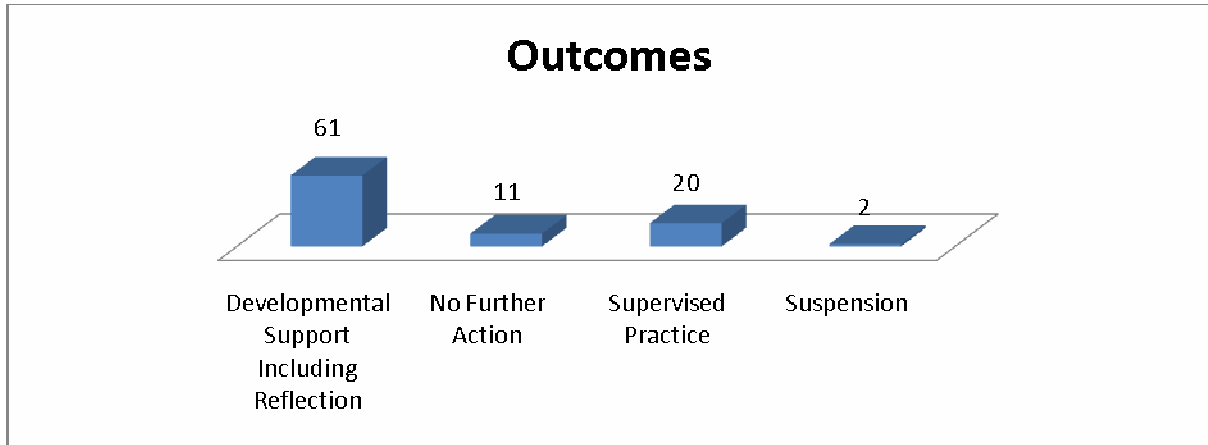 Outcomes
61
11
20
2
Developmental
Support
Including
Reflection
No Further
Action
Supervised
Practice
Suspension